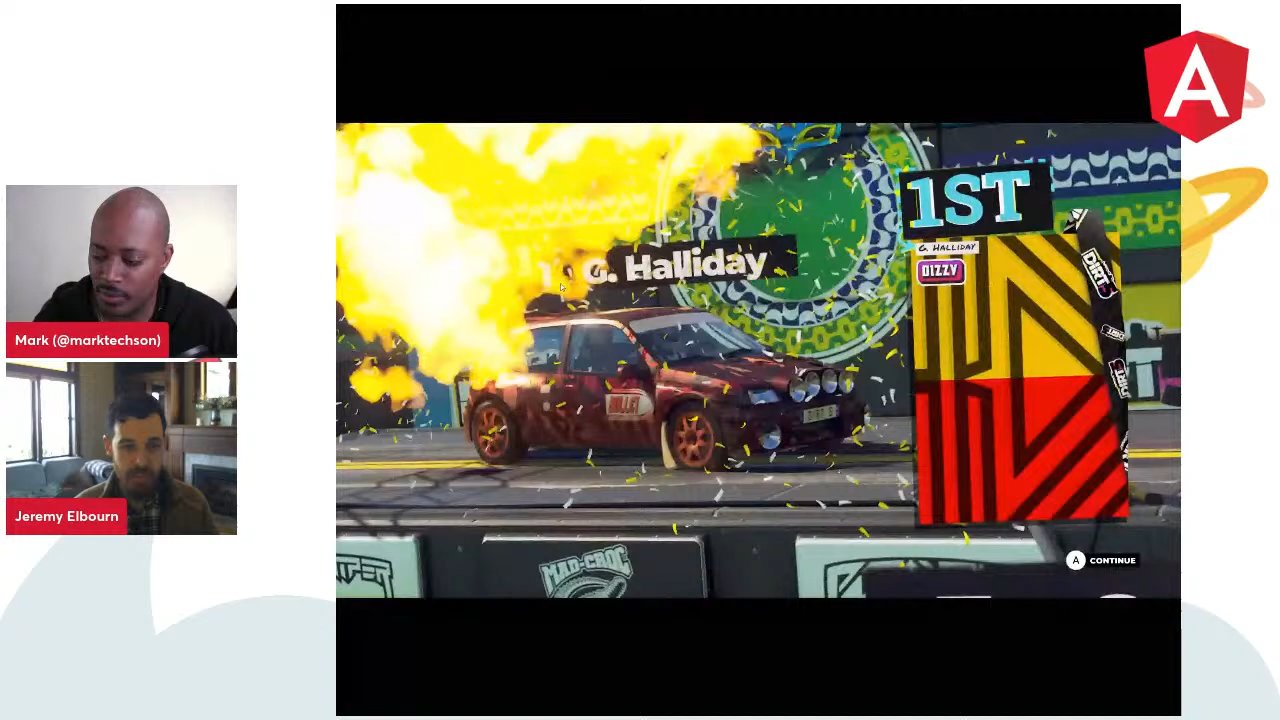 Mark (@marktechson)
Jeremy Elbourn
A
G. Halliday
1ST
G. HALLIDAY
DIZZY
DIRT
MAD-CROC
A CONTINUE